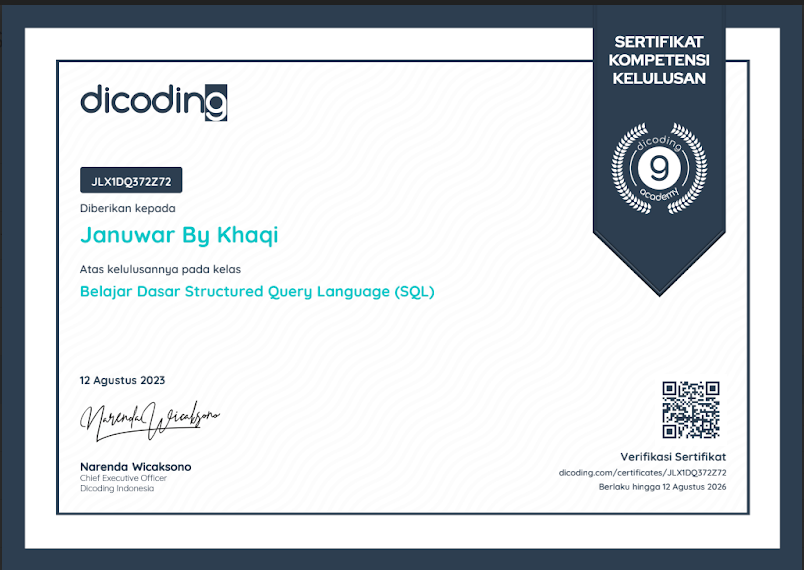 SERTIFIKAT
KOMPETENSI
KELULUSAN
dicoding
dicoding
9
academy
JLX1DQ372Z72
Diberikan kepada
Januwar By Khaqi
Atas kelulusannya pada kelas
Belajar Dasar Structured Query Language (SQL)
12 Agustus 2023
Narenda Wicaksono
Narenda Wicaksono
Chief Executive Officer
Dicoding Indonesia
Verifikasi Sertifikat
dicoding.com/certificates/JLX1DQ372Z72
Berlaku hingga 12 Agustus 2026